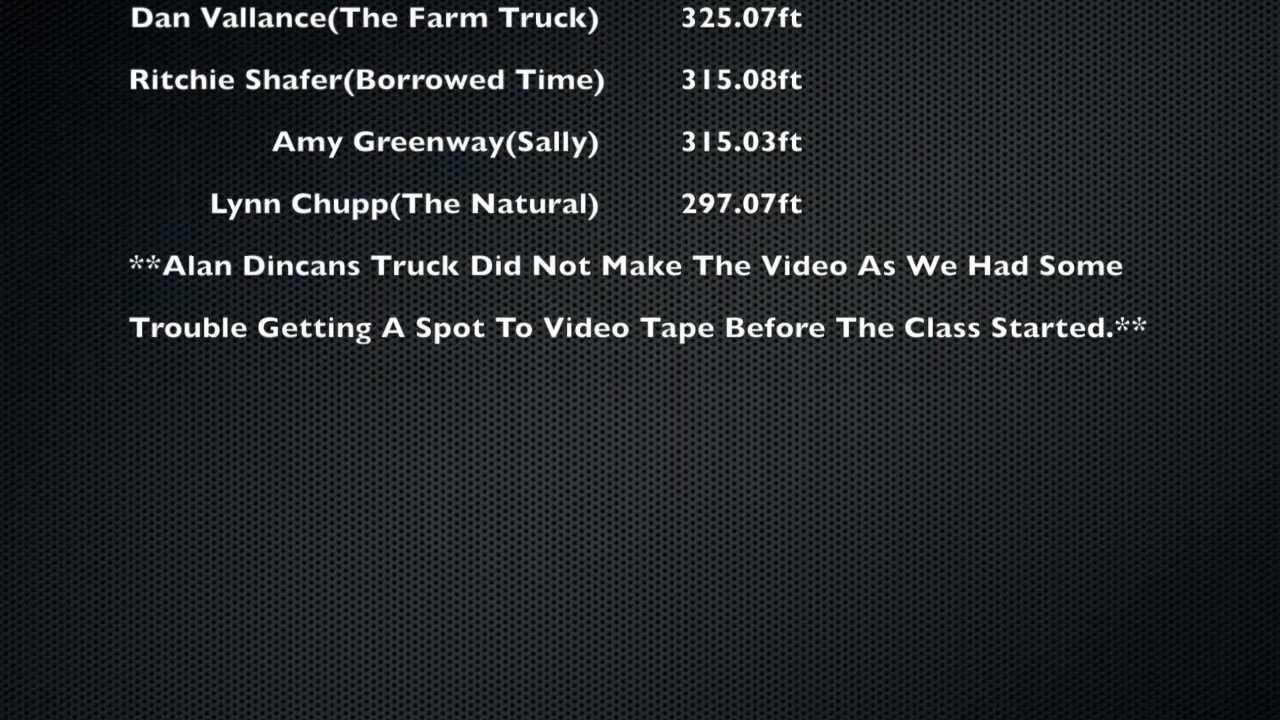 Dan Vallance(The Farm Truck) 325.07ft
Ritchie Shafer(Borrowed Time) 315.08ft
Amy Greenway(Sally) 315.03ft
Lynn Chupp(The Natural) 297.07ft
**Alan Dincans Truck Did Not Make The Video As We Had Some
Trouble Getting A Spot To Video Tape Before The Class Started.**